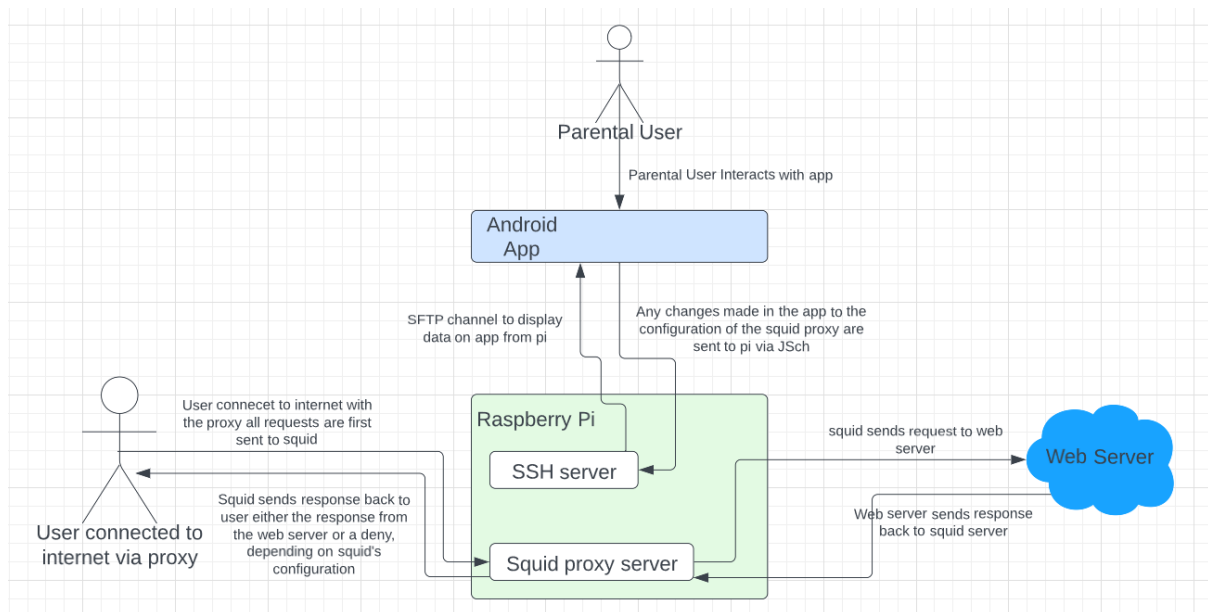 Parental User
Parental User Interacts with app
Android
App
SFTP channel to display
data on app from pi
Any changes made in the app to the
configuration of the squid proxy are
sent to pi via JSch
User connecet to internet with
the proxy all requests are first
sent to squid
Raspberry Pi
SSH server
squid sends request to web
server
Web Server
User connected to
internet via proxy
Squid sends response back to
user either the response from
the web server or a deny,
depending on squid's
configuration
Squid proxy server
Web server sends response
back to squid server